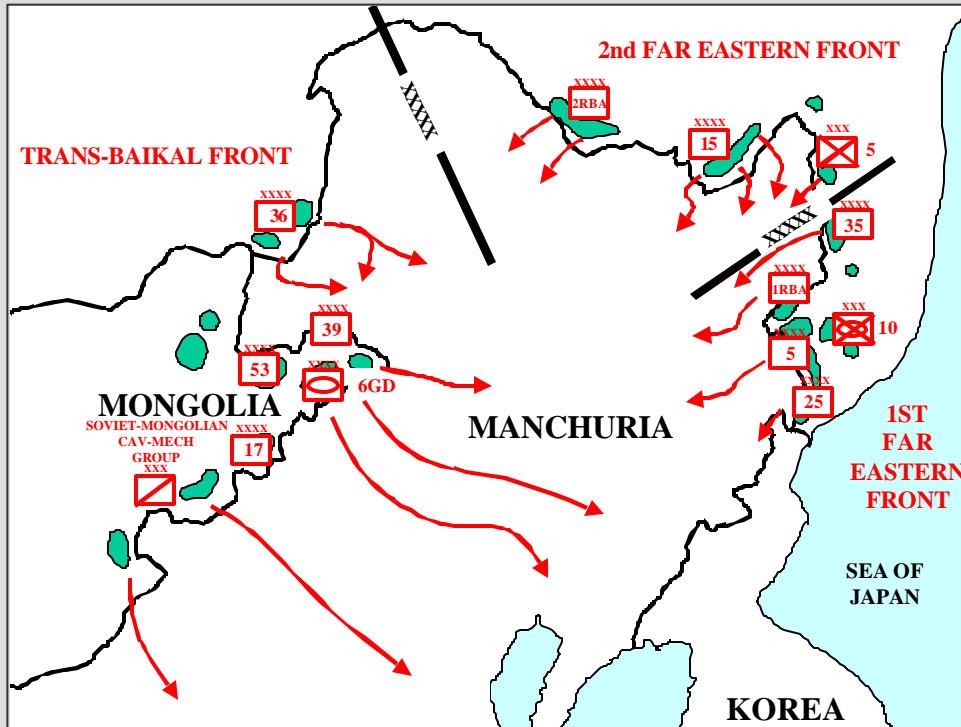 2nd FAR EASTERN FRONT
XXXXX
XXXX
2RBA
XXXX
15
XXX
5
TRANS-BAIKAL FRONT
XXXX
36
XXXXX
XXXX
35
XXXX
1RBA
XXX
10
XXXX
39
XXXX
5
XXXX
53
XXXX
6GD
XXXX
25
MONGOLIA
SOVIET-MONGOLIAN
CAV-MECH
GROUP
XXX
XXXX
17
MANCHURIA
1ST
FAR
EASTERN
FRONT
SEA OF
JAPAN
KOREA